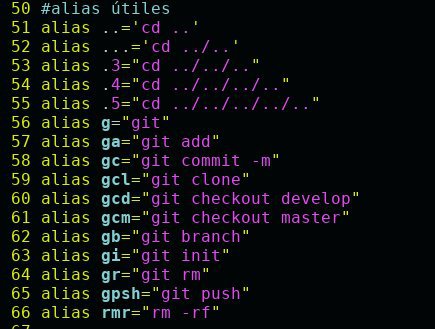 50 #alias útiles
51 alias ..='cd ..'
52 alias ...='cd ../..'
53 alias .3="cd ../../.."
54 alias .4="cd ../../../.."
55 alias .5="cd ../../../../.."
56 alias g="git"
57 alias ga="git add"
58 alias gc="git commit -m"
59 alias gcl="git clone"
60 alias gcd="git checkout develop"
61 alias gcm="git checkout master"
62 alias gb="git branch"
63 alias gi="git init"
64 alias gr="git rm"
65 alias gpsh="git push"
66 alias rmr="rm -rf"